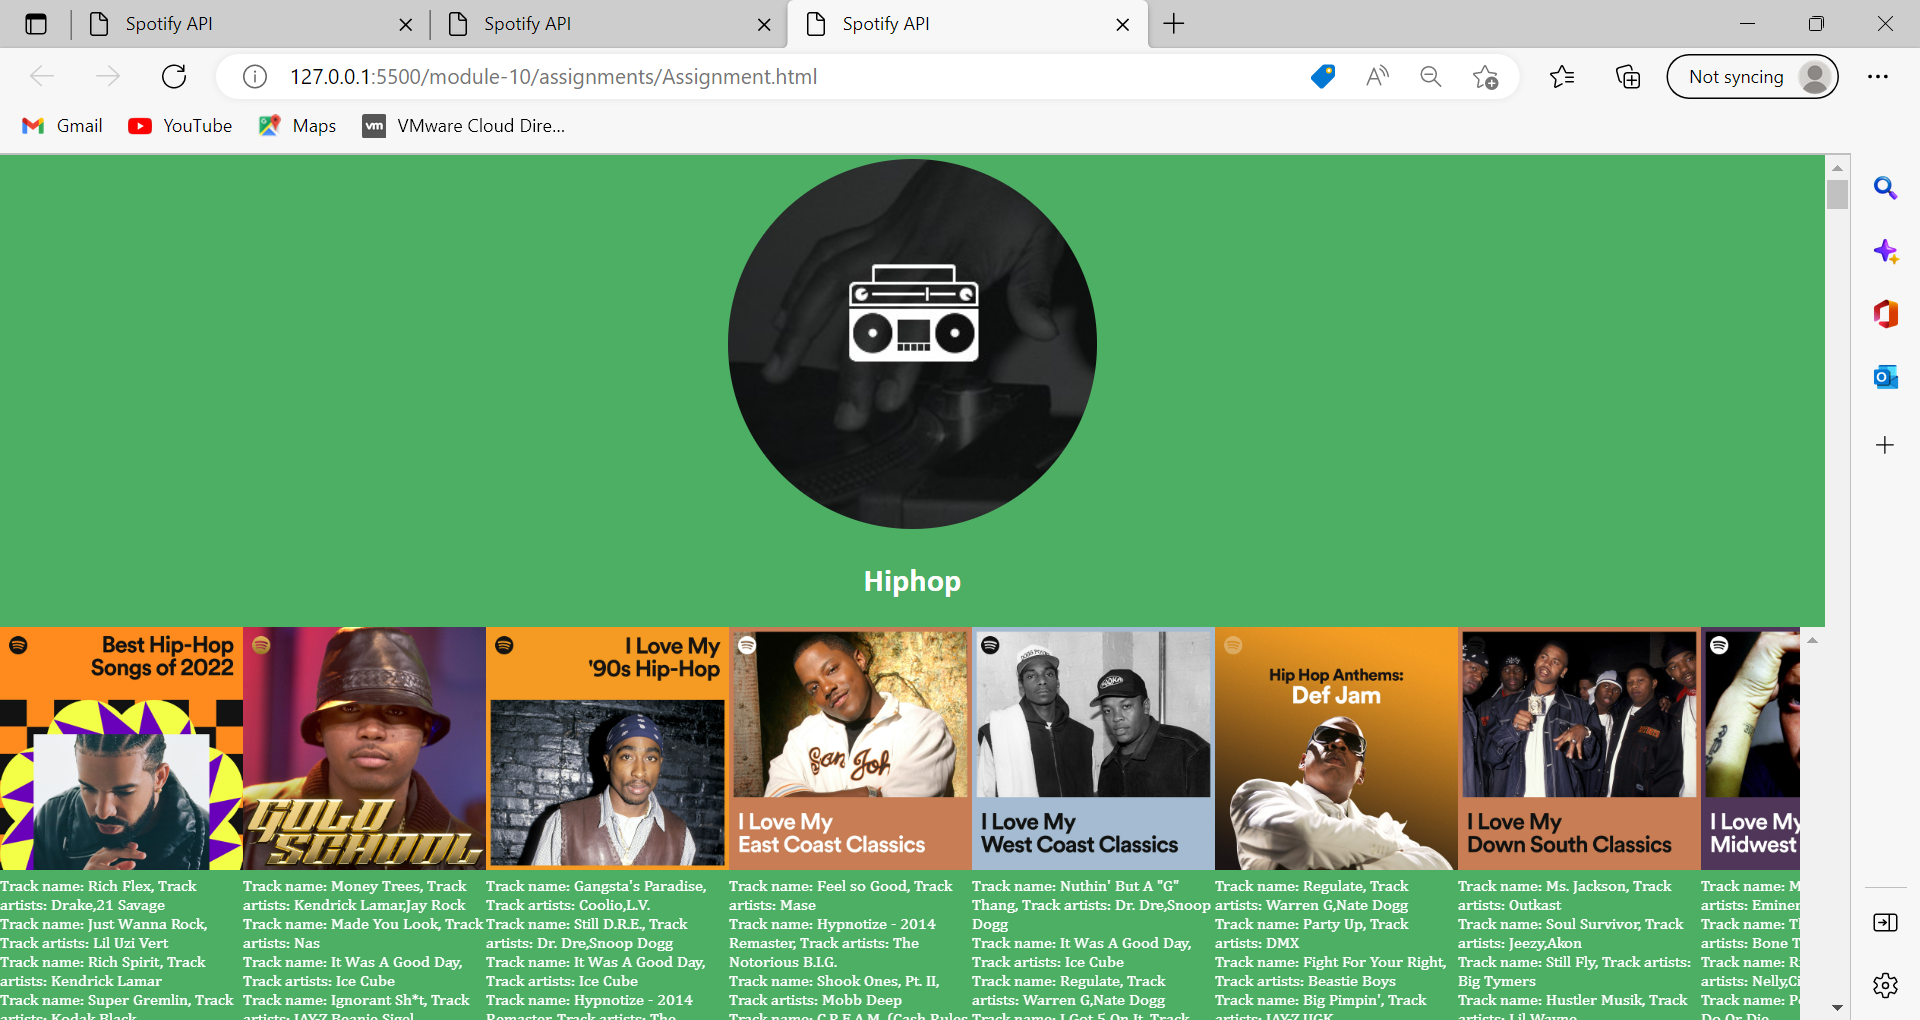 Spotify API
Spotify API
Spotify API
127.0.0.1:5500/module-10/assignments/Assignment.html
Not syncing
Gmail
YouTube
Maps
vm
VMware Cloud Dire...
Hiphop
Best Hip-Hop
Songs of 2022
GOLD
SCHOOL
I Love My
'90s Hip-Hop
San Joh
I Love My
East Coast Classics
I Love My
West Coast Classics
Hip Hop Anthems:
Def Jam
I Love My
Down South Classics
I Love My
Midwest
Track name: Rich Flex, Track
artists: Drake,21 Savage
Track name: Just Wanna Rock,
Track artists: Lil Uzi Vert
Track name: Rich Spirit, Track
artists: Kendrick Lamar
Track name: Super Gremlin, Track
artists: Kodak Black
Track name: Money Trees, Track
artists: Kendrick Lamar,Jay Rock
Track name: Made You Look, Track
artists: Nas
Track name: It Was A Good Day,
Track artists: Ice Cube
Track name: Ignorant Sh*t, Track
artists: JAY-Z,Beanie Sigel
Track name: Gangsta's Paradise,
Track artists: Coolio,L.V.
Track name: Still D.R.E., Track
artists: Dr. Dre,Snoop Dogg
Track name: It Was A Good Day,
Track artists: Ice Cube
Track name: Hypnotize - 2014
Remaster, Track artists: The
Track name: Feel so Good, Track
artists: Mase
Track name: Hypnotize - 2014
Remaster, Track artists: The
Notorious B.I.G.
Track name: Shook Ones, Pt. II,
Track artists: Mobb Deep
Track name: C.R.E.A.M. (Cash Rules
Track name: Nuthin' But A "G"
Thang, Track artists: Dr. Dre,Snoop
Dogg
Track name: It Was A Good Day,
Track artists: Ice Cube
Track name: Regulate, Track
artists: Warren G,Nate Dogg
Track name: I Got 5 On It, Track
Track name: Regulate, Track
artists: Warren G,Nate Dogg
Track name: Party Up, Track
artists: DMX
Track name: Fight For Your Right,
Track artists: Beastie Boys
Track name: Big Pimpin', Track
artists: JAY-Z,UGK
Track name: Ms. Jackson, Track
artists: Outkast
Track name: Soul Survivor, Track
artists: Jeezy,Akon
Track name: Still Fly, Track artists:
Big Tymers
Track name: Hustler Musik, Track
artists: Lil Wayne
Track name: M
artists: Eminer
Track name: T
artists: Bone T
Track name: R
artists: Nelly,Ci
Track name: P
Do Or Die